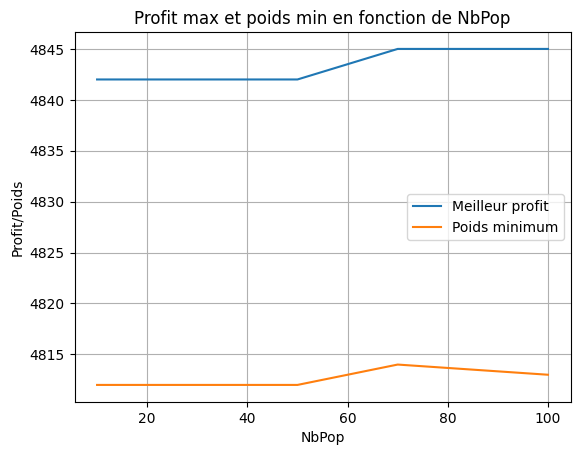 Profit max et poids min en fonction de NbPop
4845
4840
4835
4830
4825
4820
4815
Profit/Poids
Meilleur profit
Poids minimum
20
40
60
80
100
NbPop